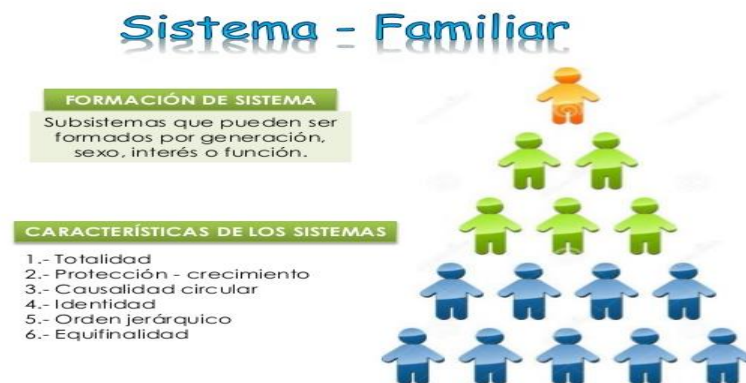 Sistema - Familiar
FORMACIÓN DE SISTEMA
Subsistemas que pueden ser
formados por generación,
sexo, interés o función.
CARACTERÍSTICAS DE LOS SISTEMAS
1.- Totalidad
2.- Protección - crecimiento
3.- Causalidad circular
4.- Identidad
5.- Orden jerárquico
6.- Equifinalidad